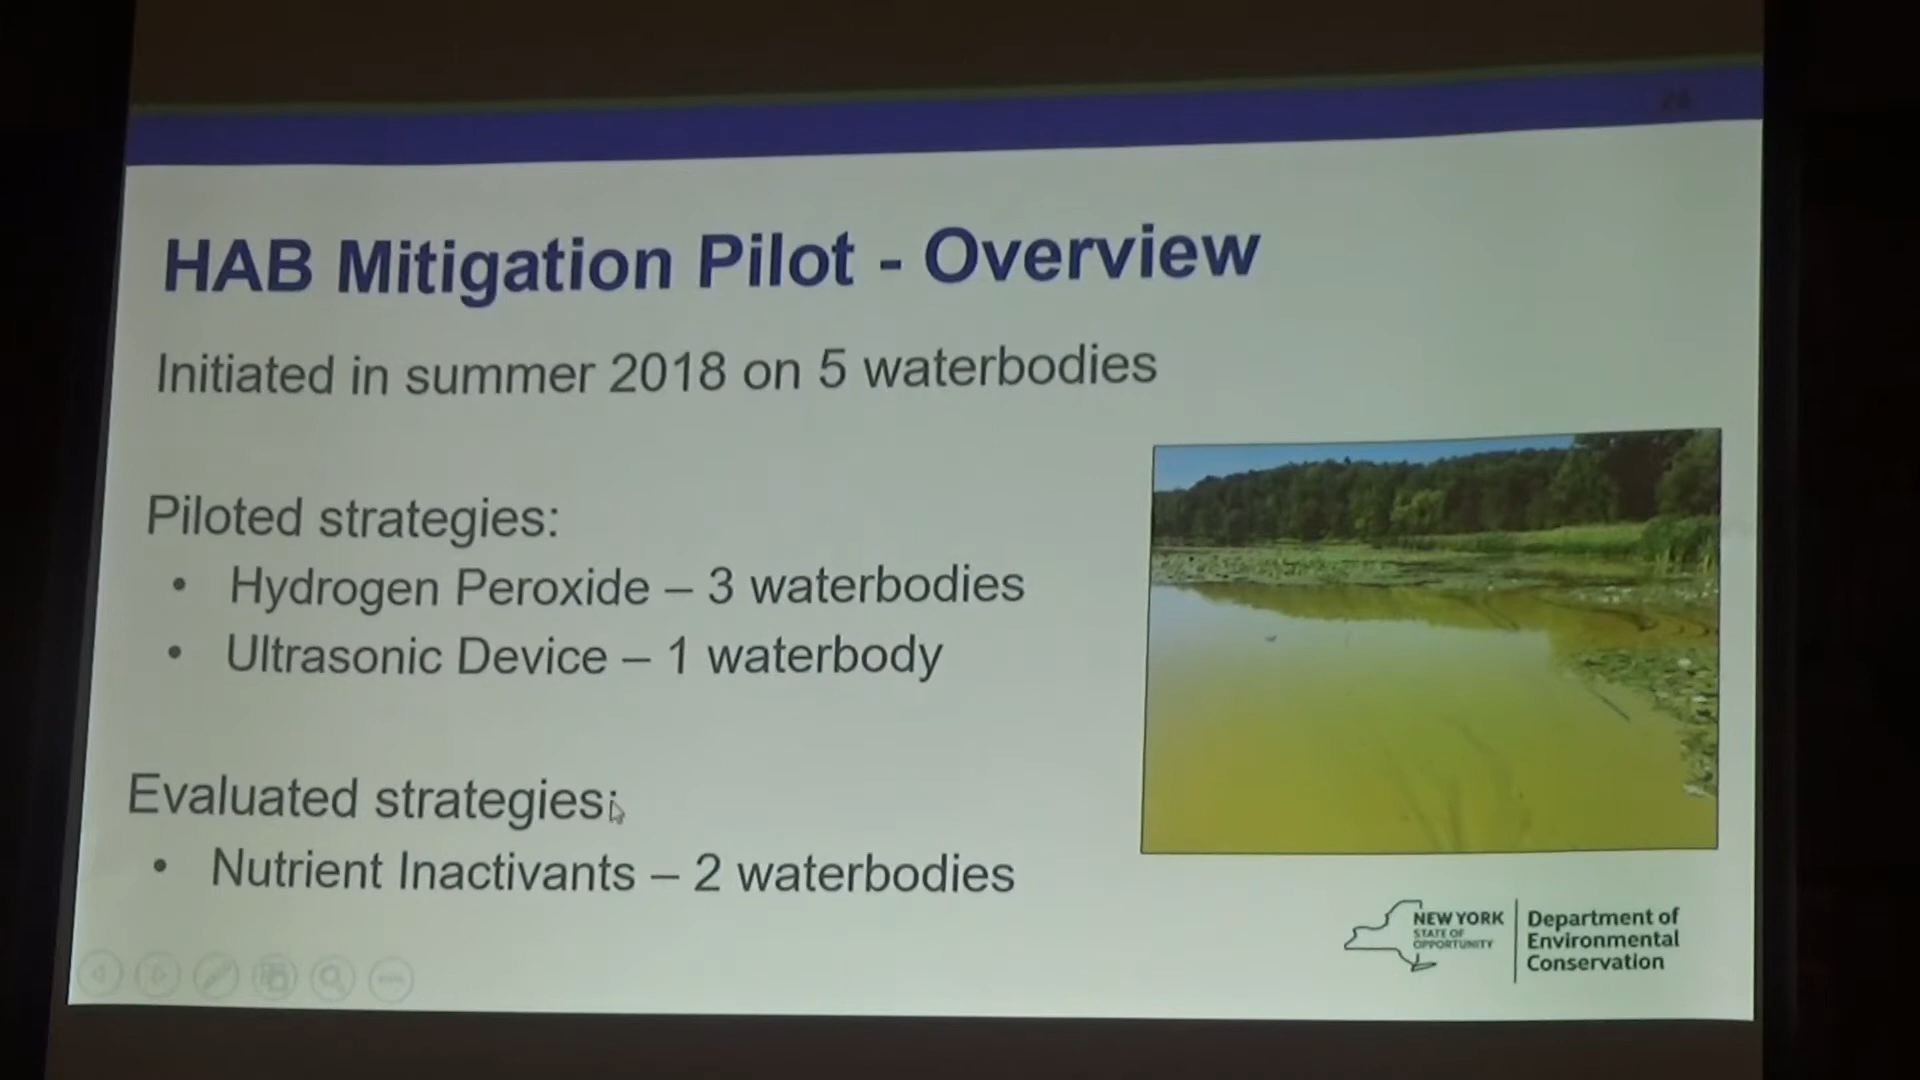 HAB Mitigation Pilot - Overview
Initiated in summer 2018 on 5 waterbodies
Piloted strategies:
• Hydrogen Peroxide – 3 waterbodies
• Ultrasonic Device – 1 waterbody
Evaluated strategies:
• Nutrient Inactivants – 2 waterbodies
NEW YORK
STATE OF
OPPORTUNITY
Department of
Environmental
Conservation